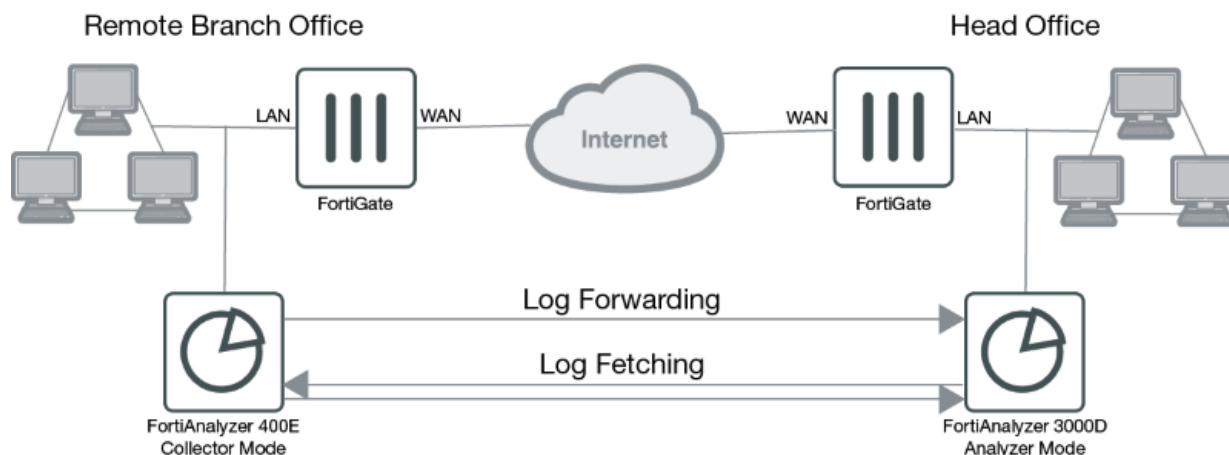 Remote Branch Office
Head Office
LAN
WAN
Internet
WAN
LAN
FortiGate
FortiGate
Log Forwarding
Log Fetching
FortiAnalyzer 400E
Collector Mode
FortiAnalyzer 3000D
Analyzer Mode